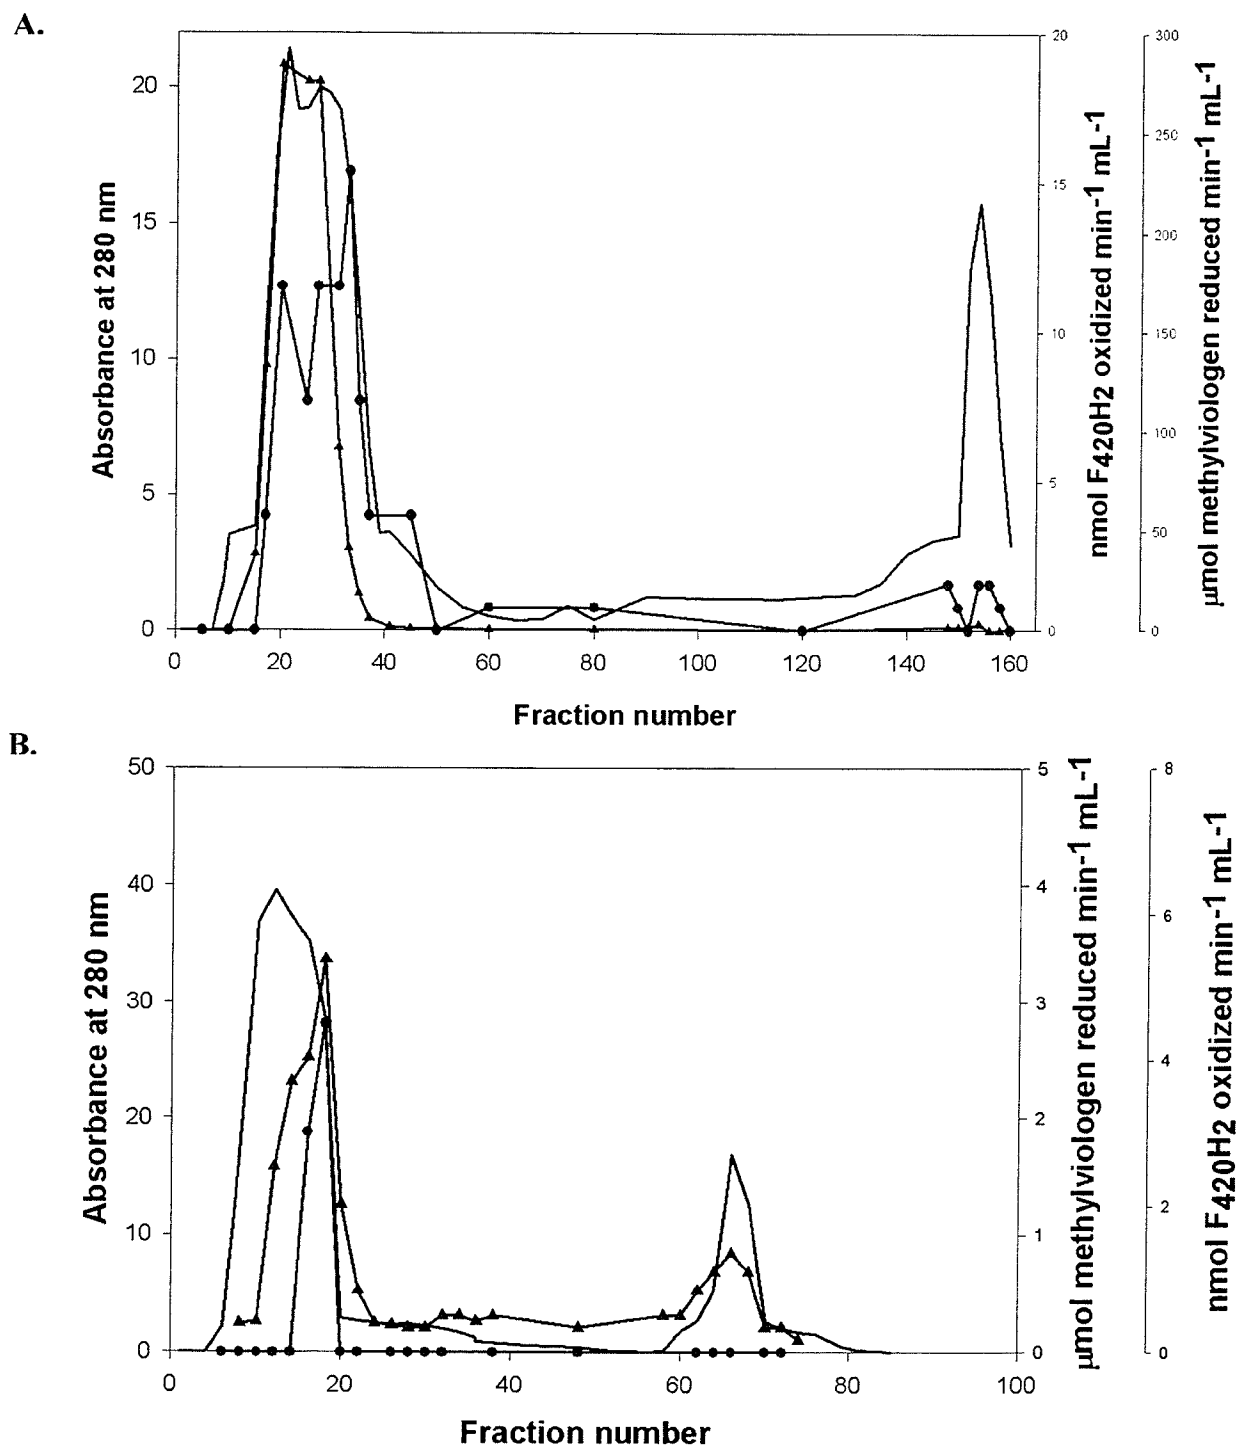 A.
Absorbance at 280 nm
20
15
10
5
0
0 20 40 60 80 100 120 140 160
Fraction number
20
15
10
5
0
nmol F420H2 oxidized min-1 mL-1
300
250
200
150
100
50
0
µmol methylviologen reduced min-1 mL-1
B.
Absorbance at 280 nm
50
40
30
20
10
0
0 20 40 60 80 100
Fraction number
5
4
3
2
1
0
µmol methylviologen reduced min-1 mL-1
8
6
4
2
0
nmol F420H2 oxidized min-1 mL-1